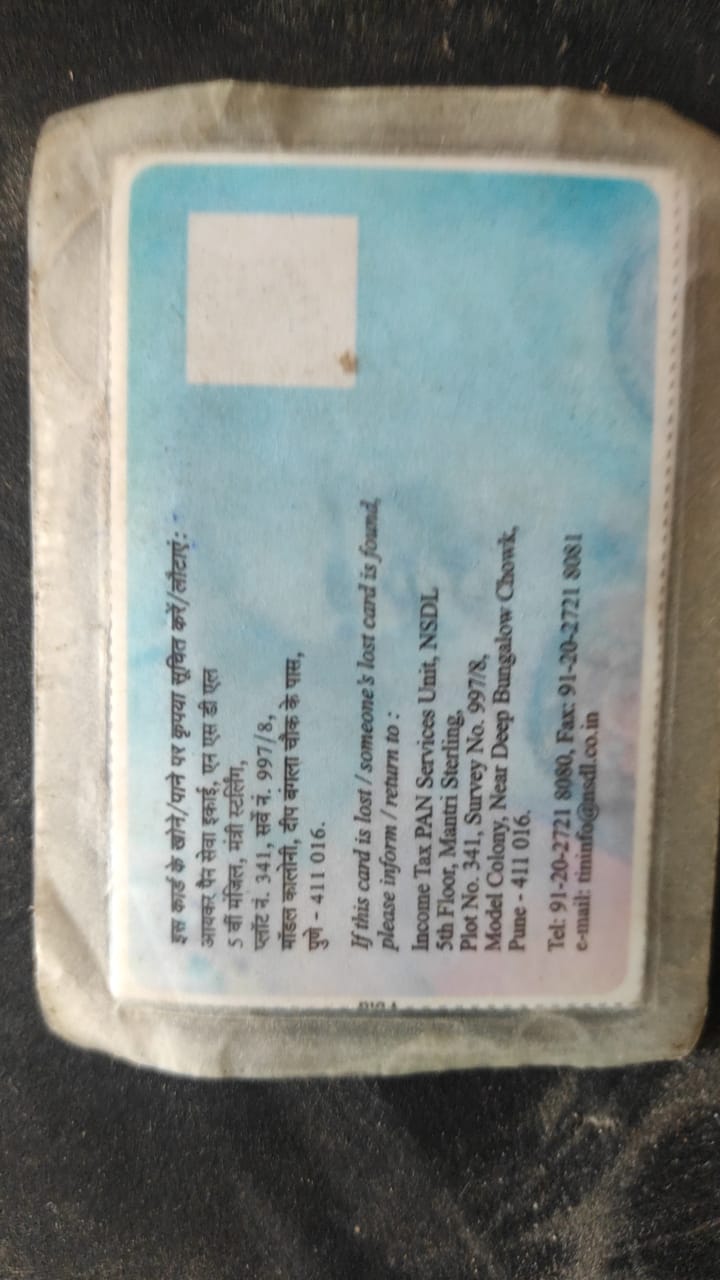 इस कार्ड के खोने/पाने पर कृपया सूचित करें/लौटाएं:
आयकर पैन सेवा इकाई, एन एस डी एल
5 वीं मंजिल, मंत्री स्टर्लिंग,
प्लॉट नं. 341, सर्वे नं. 997/8,
मॉडल कालोनी, दीप बंगला चौक के पास,
पुणे - 411 016.
If this card is lost / someone's lost card is found,
please inform / return to :
Income Tax PAN Services Unit, NSDL
5th Floor, Mantri Sterling,
Plot No. 341, Survey No. 997/8,
Model Colony, Near Deep Bungalow Chowk,
Pune - 411 016.
Tel: 91-20-2721 8080, Fax: 91-20-2721 8081
e-mail: tininfo@nsdl.co.in